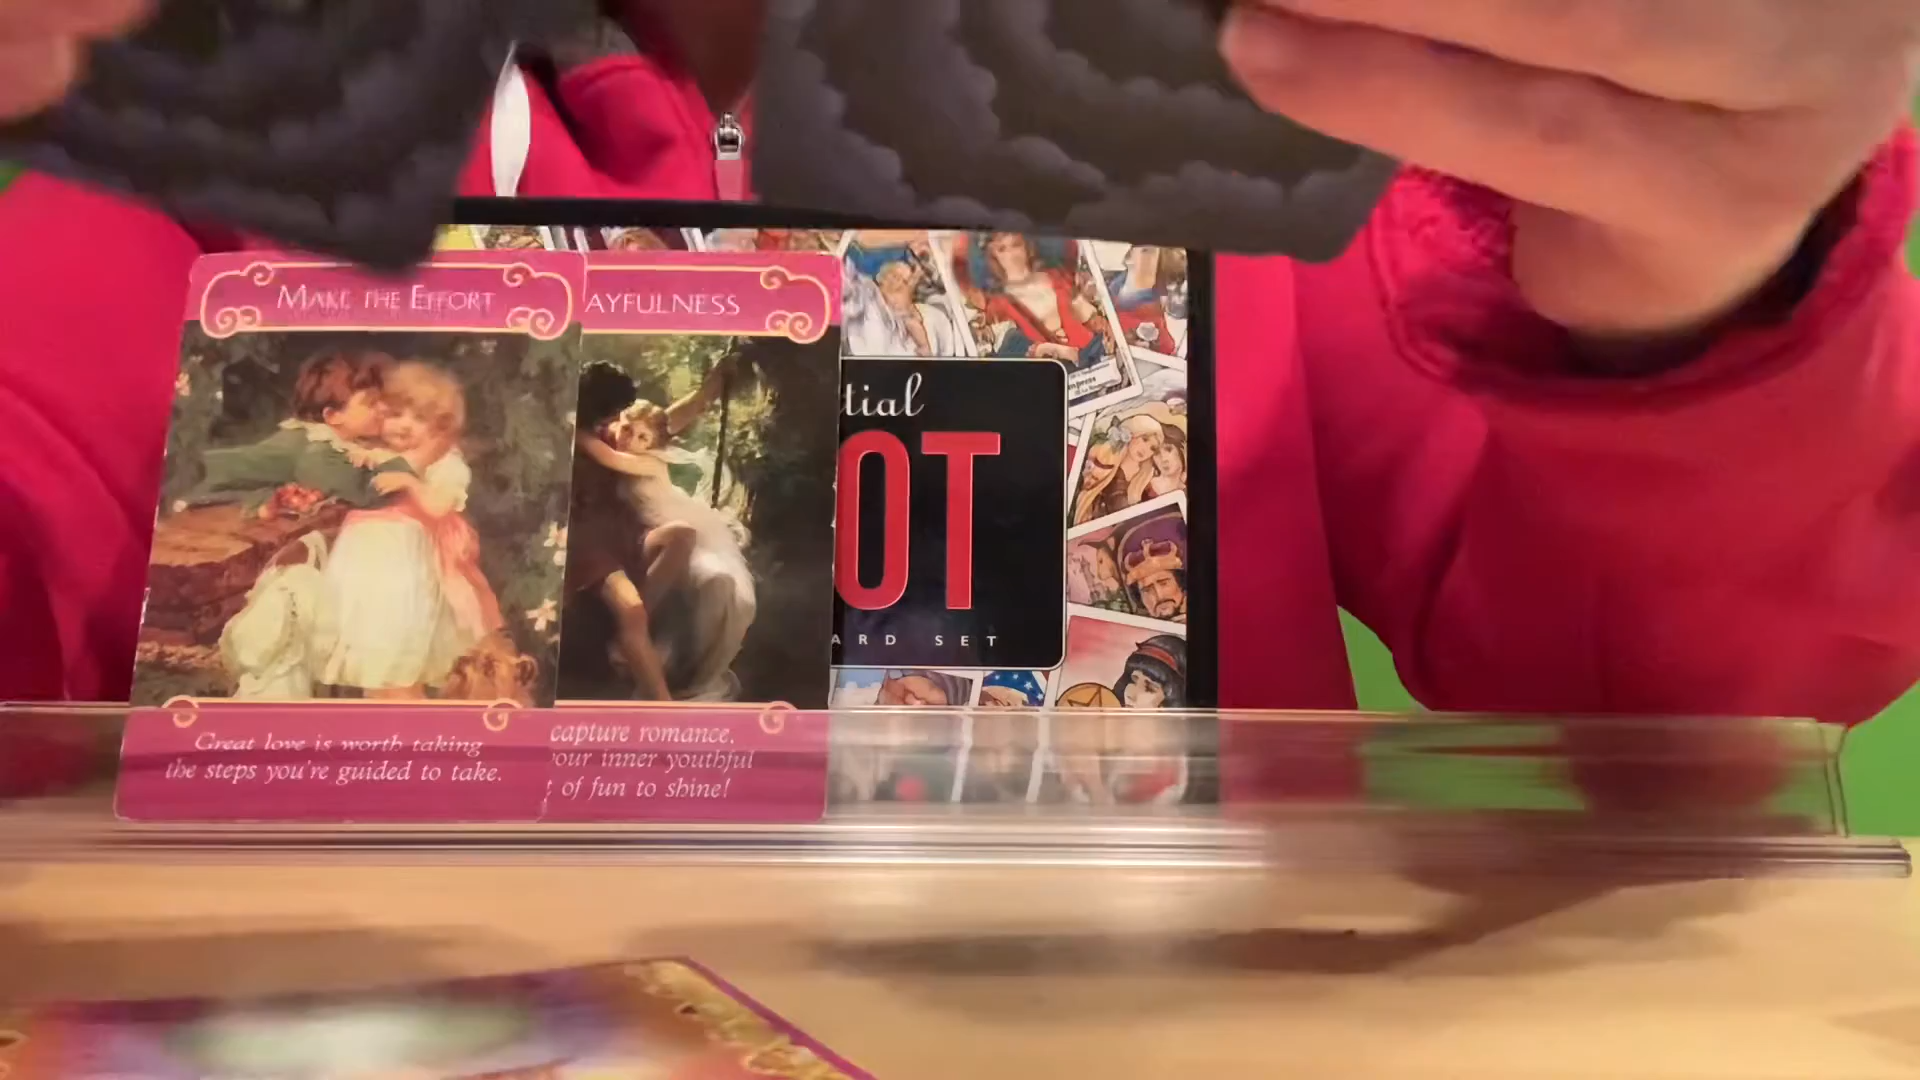 MAKE THE EFFORT
AYFULNESS
tial
OT
ARD SET
Great love is worth taking
the steps you're guided to take.
capture romance,
our inner youthful
of fun to shine!